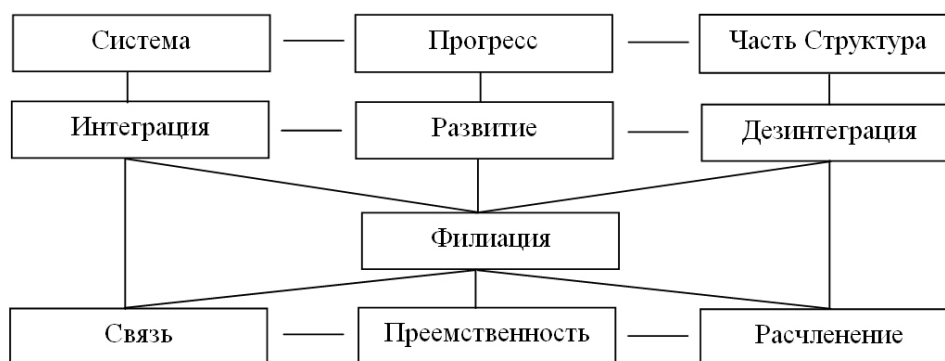 Система
Прогресс
Часть Структура
Интеграция
Развитие
Дезинтеграция
Филиация
Связь
Преемственность
Расчленение